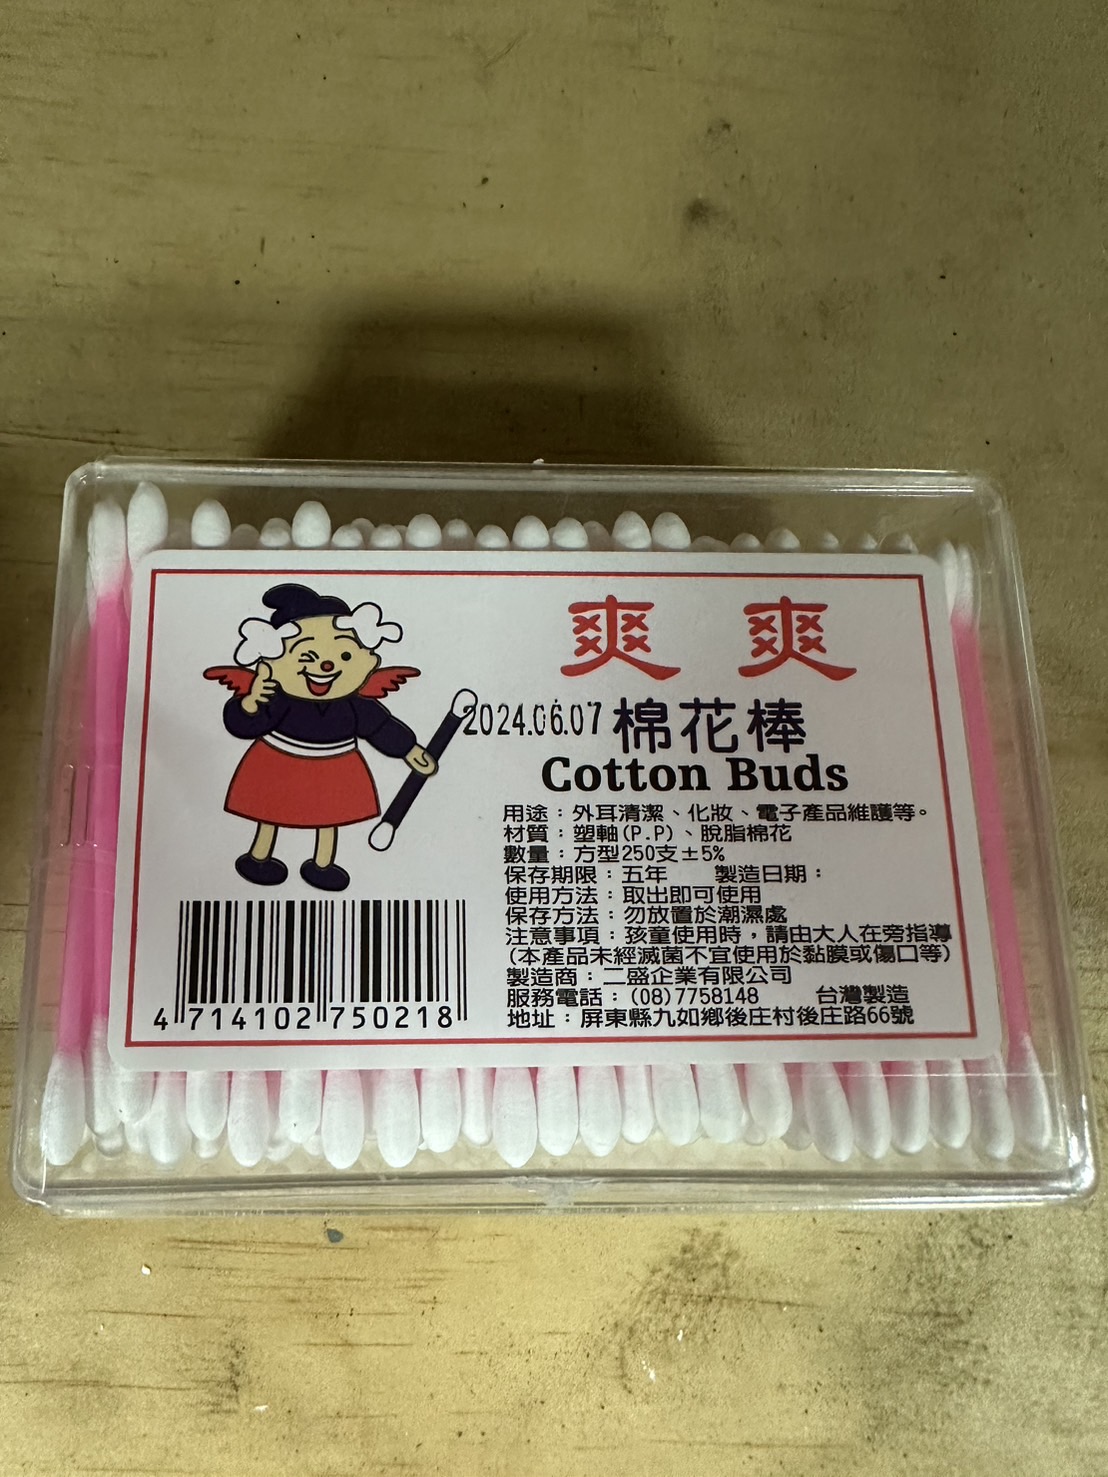 爽爽
2024.06.07
棉花棒
Cotton Buds
用途：外耳清潔、化妝、電子產品維護等。
材質：塑軸(P.P)、脫脂棉花
數量：方型250支±5%
保存期限：五年 製造日期：
使用方法：取出即可使用
保存方法：勿放置於潮濕處
注意事項：孩童使用時，請由大人在旁指導
(本產品未經滅菌不宜使用於黏膜或傷口等)
製造商：二盛企業有限公司
服務電話：(08)7758148 台灣製造
地址：屏東縣九如鄉後庄村後庄路66號
4 714102 750218